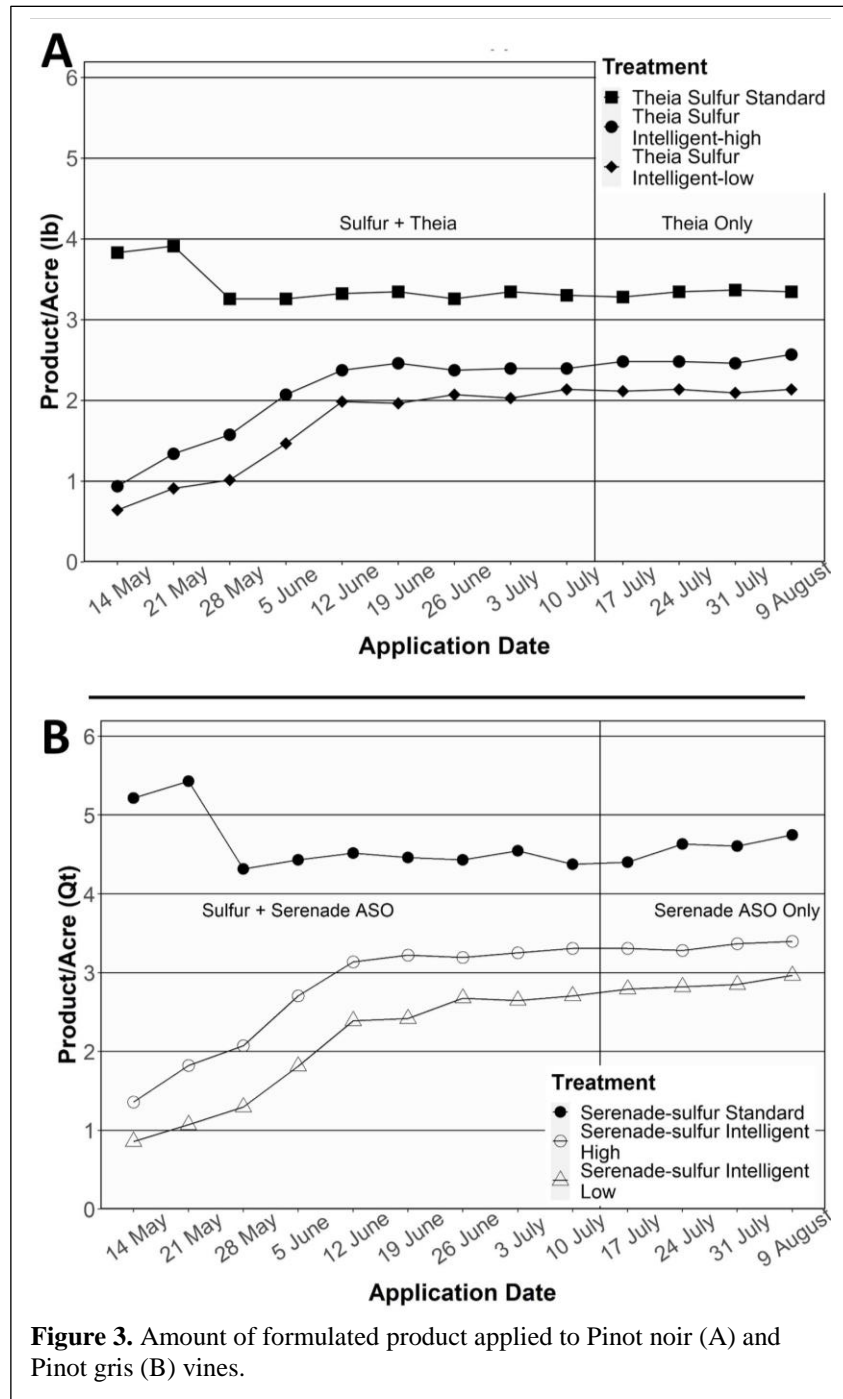 A
Treatment
Theia Sulfur Standard
Theia Sulfur
Intelligent-high
Theia Sulfur
Intelligent-low
6
5
4
3
2
1
0
Product/Acre (lb)
Sulfur + Theia
Theia Only
14 May
21 May
28 May
5 June
12 June
19 June
26 June
3 July
10 July
17 July
24 July
31 July
9 August
Application Date
B
6
5
4
3
2
1
0
Product/Acre (Qt)
Sulfur + Serenade ASO
Serenade ASO Only
Treatment
Serenade-sulfur Standard
Serenade-sulfur Intelligent
High
Serenade-sulfur Intelligent
Low
14 May
21 May
28 May
5 June
12 June
19 June
26 June
3 July
10 July
17 July
24 July
31 July
9 August
Application Date
Figure 3. Amount of formulated product applied to Pinot noir (A) and
Pinot gris (B) vines.